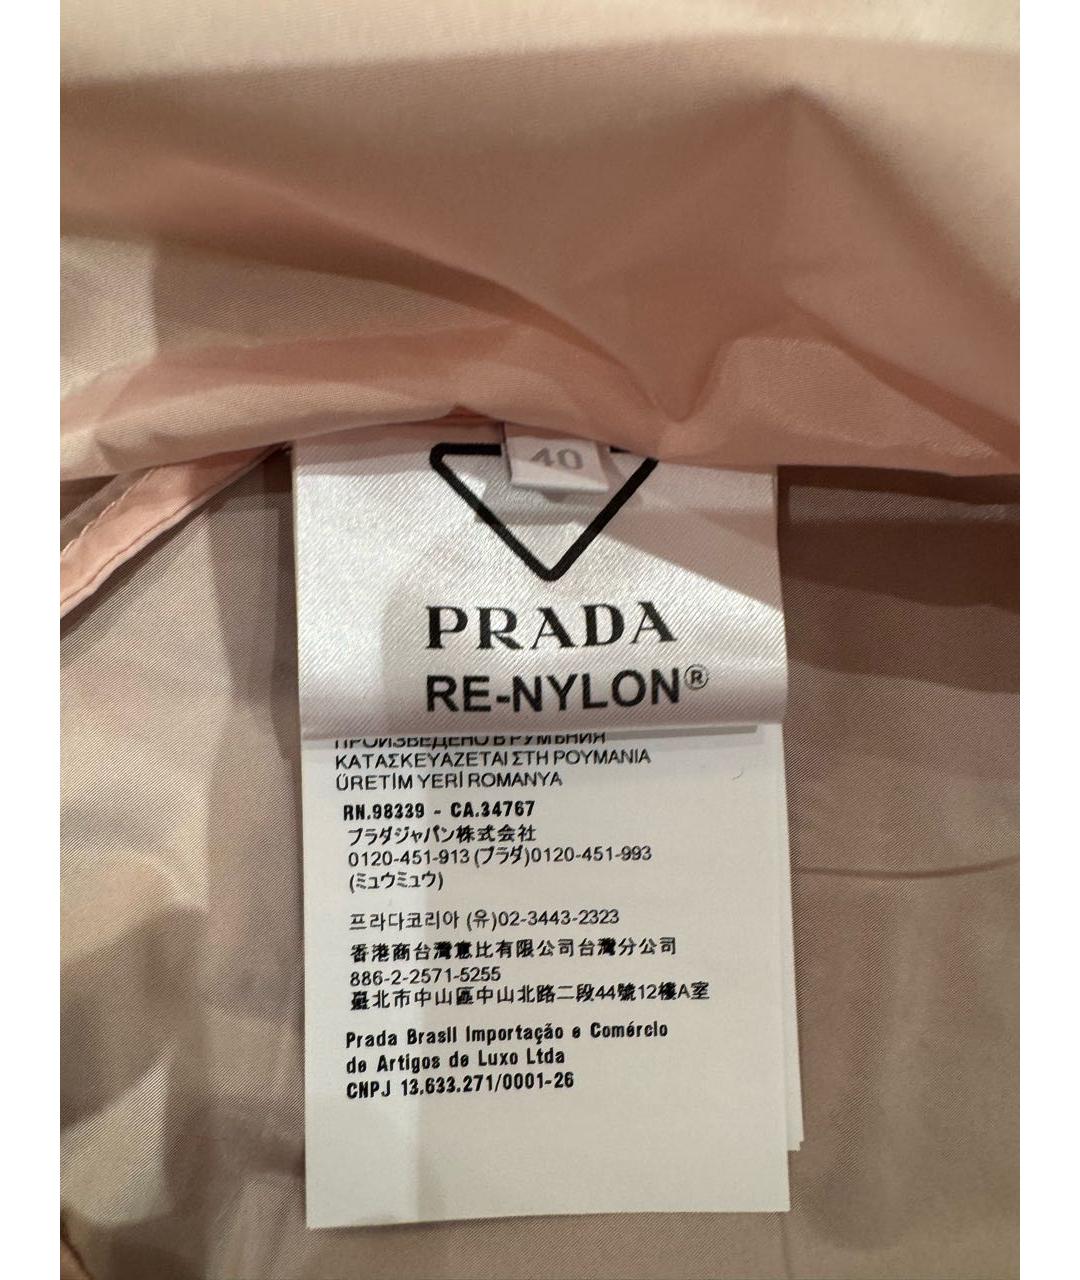 40
PRADA
RE-NYLON®
ПРОИЗВЕДЕНО В РУМЪНИЯ
ΚΑΤΑΣΚΕΥΑΖΕΤΑΙ ΣΤΗ ΡΟΥΜΑΝΙΑ
ÜRETİM YERİ ROMANYA
RN.98339 - CA.34767
プラダジャパン株式会社
0120-451-913 (プラダ)0120-451-993
(ミュウミュウ)
프라다코리아 (유)02-3443-2323
香港商台灣惠比有限公司台灣分公司
886-2-2571-5255
臺北市中山區中山北路二段44號12樓A室
Prada Brasil Importação e Comércio
de Artigos de Luxo Ltda
CNPJ 13.633.271/0001-26